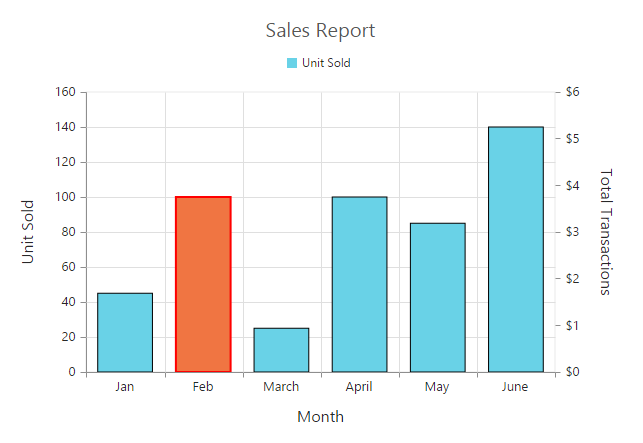 Sales Report
Unit Sold
160
140
120
100
80
60
40
20
0
Unit Sold
$6
$5
$4
$3
$2
$1
$0
Total Transactions
Jan Feb March April May June
Month